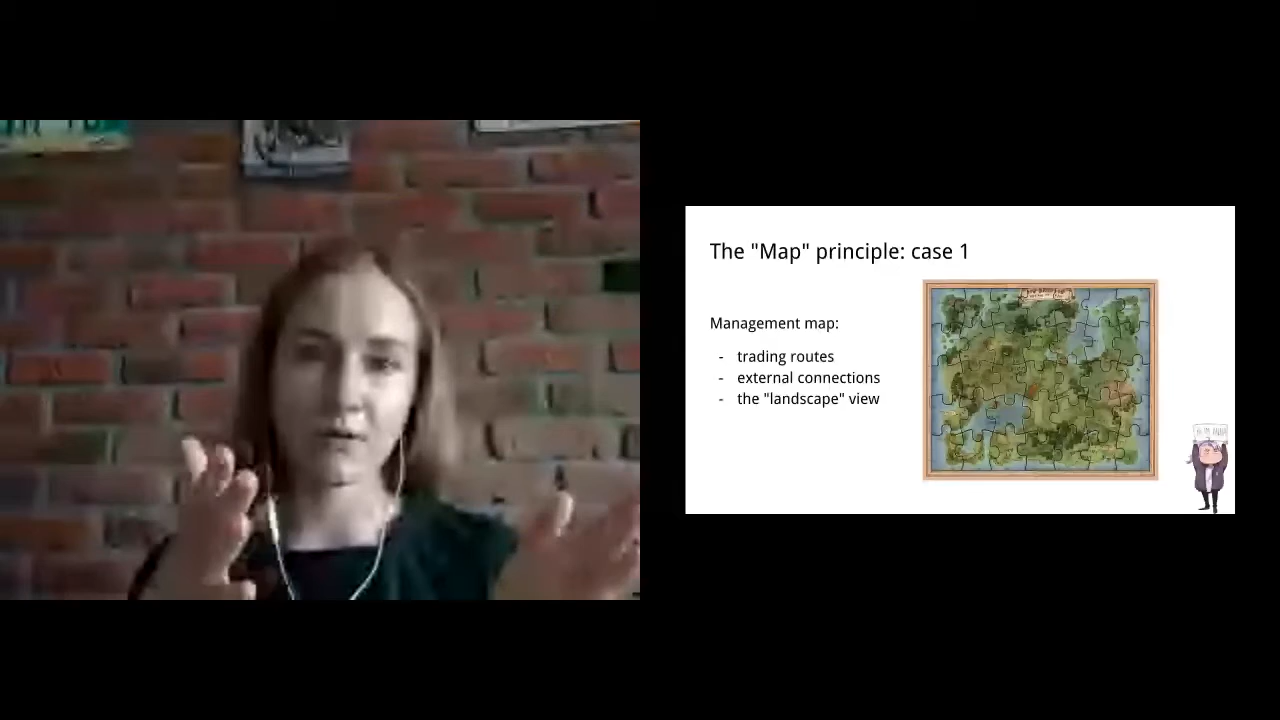 The "Map" principle: case 1
Management map:
- trading routes
- external connections
- the "landscape" view